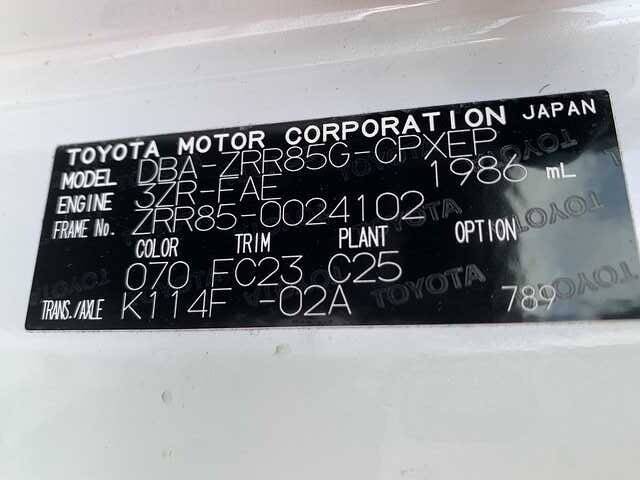 TOYOTA MOTOR CORPORATION JAPAN
MODEL DBA-ZRR85G-CPXEP
ENGINE 3ZR-FAE 1986 mL
FRAME No. ZRR85-0024102
COLOR TRIM PLANT OPTION
070 FC23 C25
TRANS./AXLE K114F -02A 789